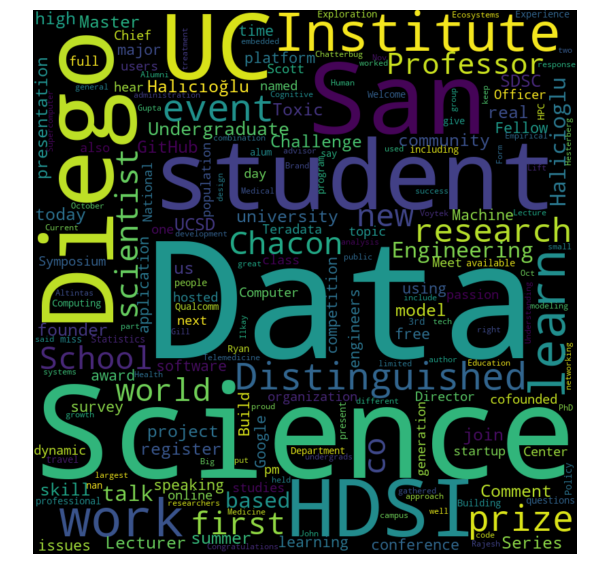 high
Master
Chief
Exploration
Ecosystems
Experience
Chatterbug
embedded
treatment
time
major
full
users
platform
Scott
Alumni
Human
two
worked
response
UC
Institute
Professor
San
Diego
presentation
administration
general
hear
named
Gupta
Cognitive
SDSC
Halıcıoğlu
Toxic
Officer
HPC
event
Undergraduate
Challenge
real
Fellow
Empirical
Hesterberg
Welcome
group
give
keep
combination
GitHub
community
also
alum
advisor
used
Form
say
program
including
Brand
Lift
design
success
student
Halicioglu
population
National
October
Current
day
today
scientist
UCSD
university
new
Voytek
Lecture
Machine
research
Teradata
topic
Medical
development
analysis
one
Symposium
Chacon
Engineering
small
Altintas
Computing
application
us
class
great
public
using
Meet
available
Oct
people
hosted
Computer
include
passion
modeling
Qualcomm
part
competition
engineers
model
founder
next
Gill
Ilkay
free
3rd
tech
right
said
miss
Statistics
Ryan
author
Data
learn
School
software
Telemedicine
limited
Education
networking
systems
Health
Distinguished
award
world
organization
Director
cofounded
PhD
survey
growth
proud
different
present
Science
dynamic
travel
project
Build
Google
Department
generation
join
startup
Center
register
Big
put
undergrads
co
largest
man
pm
skill
speaking
studies
approach
Policy
professional
talk
online
based
held
gathered
Comment
Building
questions
researchers
Medicine
John
campus
well
work
first
HDSI
prize
code
issues
Lecturer
summer
learning
conference
Series
Congratulations
Rajesh